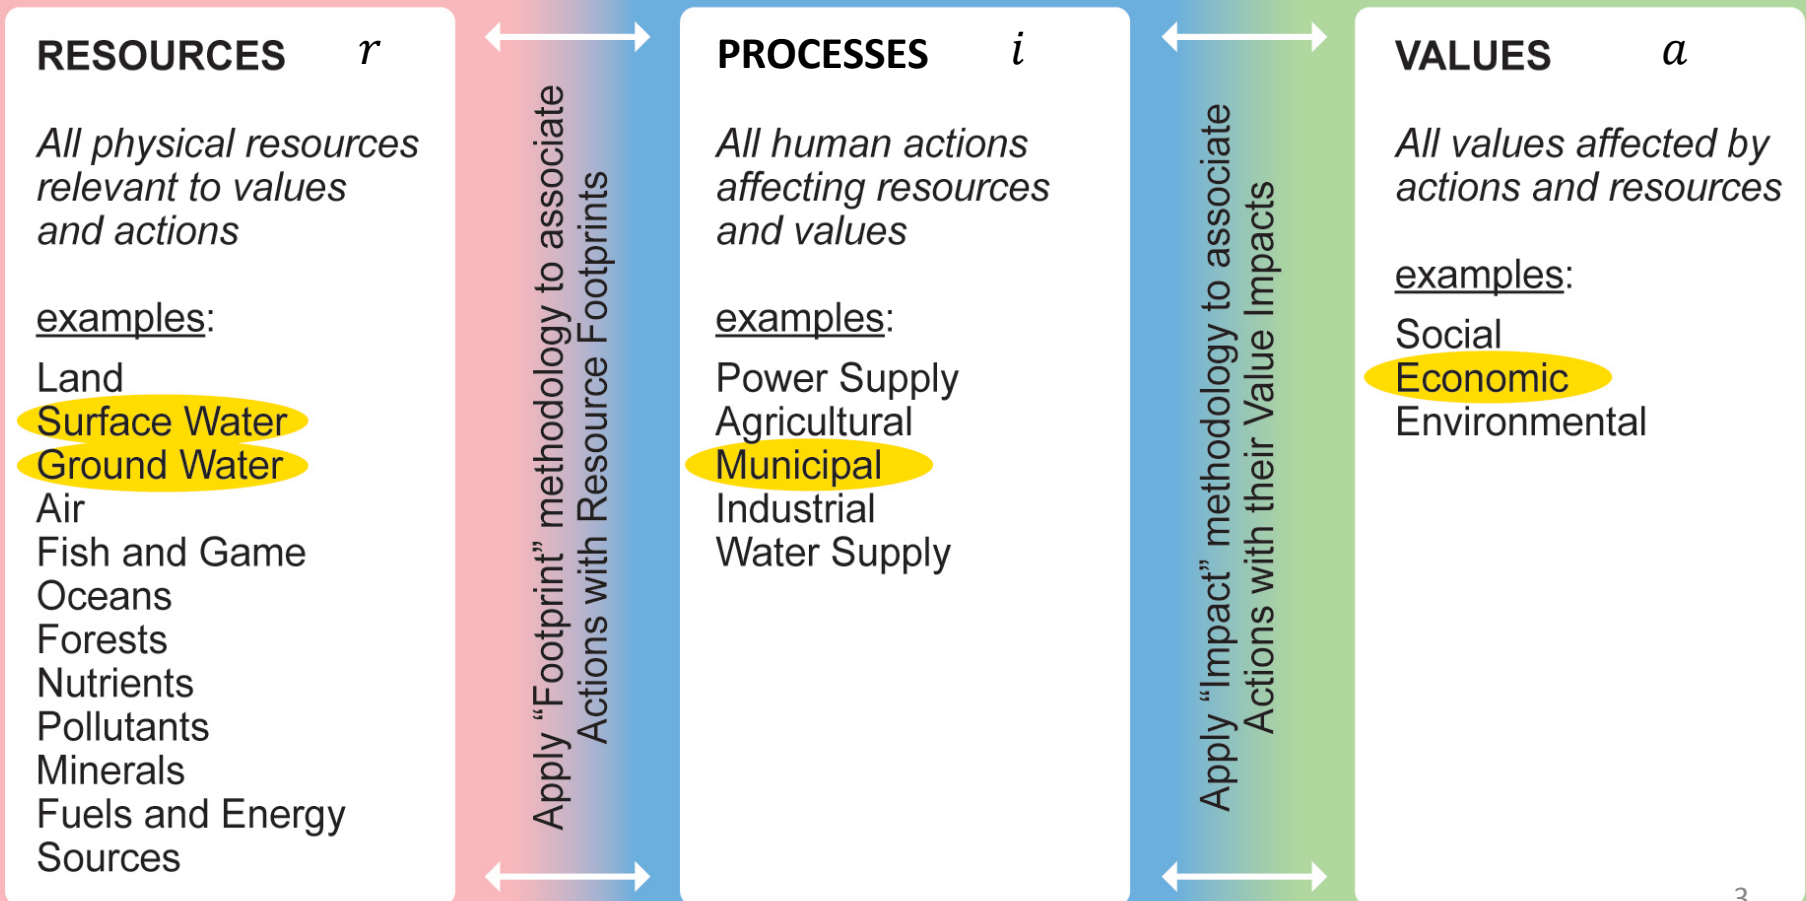 RESOURCES r
All physical resources
relevant to values
and actions
examples:
Land
Surface Water
Ground Water
Air
Fish and Game
Oceans
Forests
Nutrients
Pollutants
Minerals
Fuels and Energy
Sources
Apply “Footprint” methodology to associate
Actions with Resource Footprints
PROCESSES i
All human actions
affecting resources
and values
examples:
Power Supply
Agricultural
Municipal
Industrial
Water Supply
Apply “Impact” methodology to associate
Actions with their Value Impacts
VALUES a
All values affected by
actions and resources
examples:
Social
Economic
Environmental
3